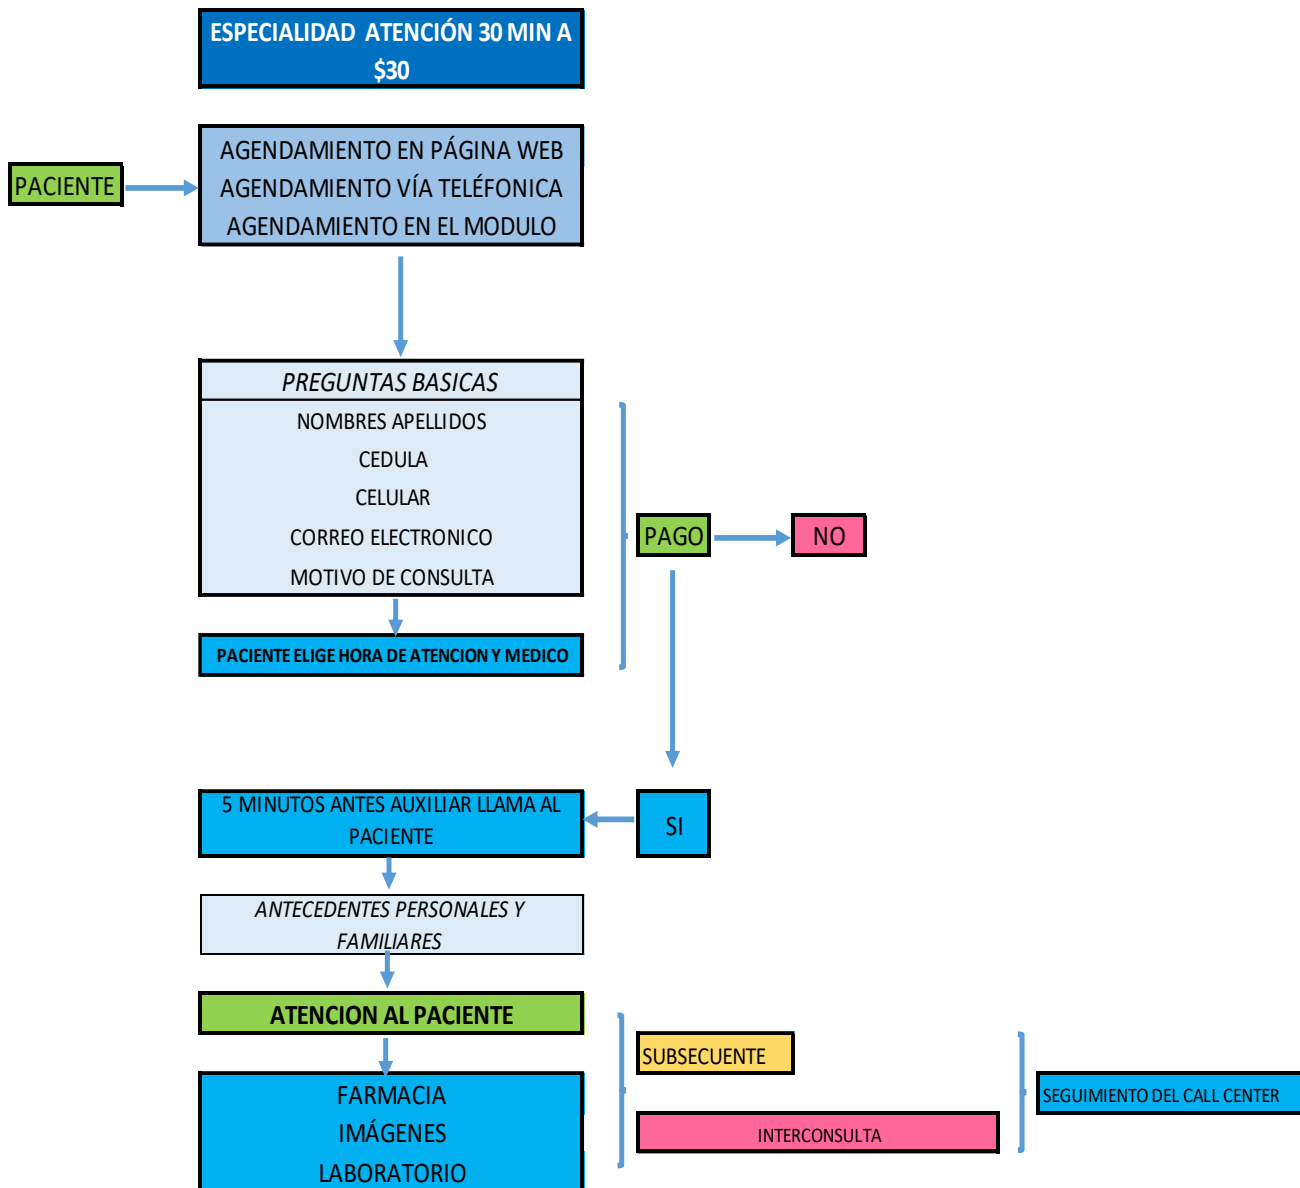 ESPECIALIDAD ATENCIÓN 30 MIN A
$30
PACIENTE
AGENDAMIENTO EN PÁGINA WEB
AGENDAMIENTO VÍA TELÉFONICA
AGENDAMIENTO EN EL MODULO
PREGUNTAS BASICAS
NOMBRES APELLIDOS
CEDULA
CELULAR
CORREO ELECTRONICO
MOTIVO DE CONSULTA
PACIENTE ELIGE HORA DE ATENCION Y MEDICO
PAGO
NO
SI
5 MINUTOS ANTES AUXILIAR LLAMA AL
PACIENTE
ANTECEDENTES PERSONALES Y
FAMILIARES
ATENCION AL PACIENTE
FARMACIA
IMÁGENES
LABORATORIO
SUBSECUENTE
INTERCONSULTA
SEGUIMIENTO DEL CALL CENTER